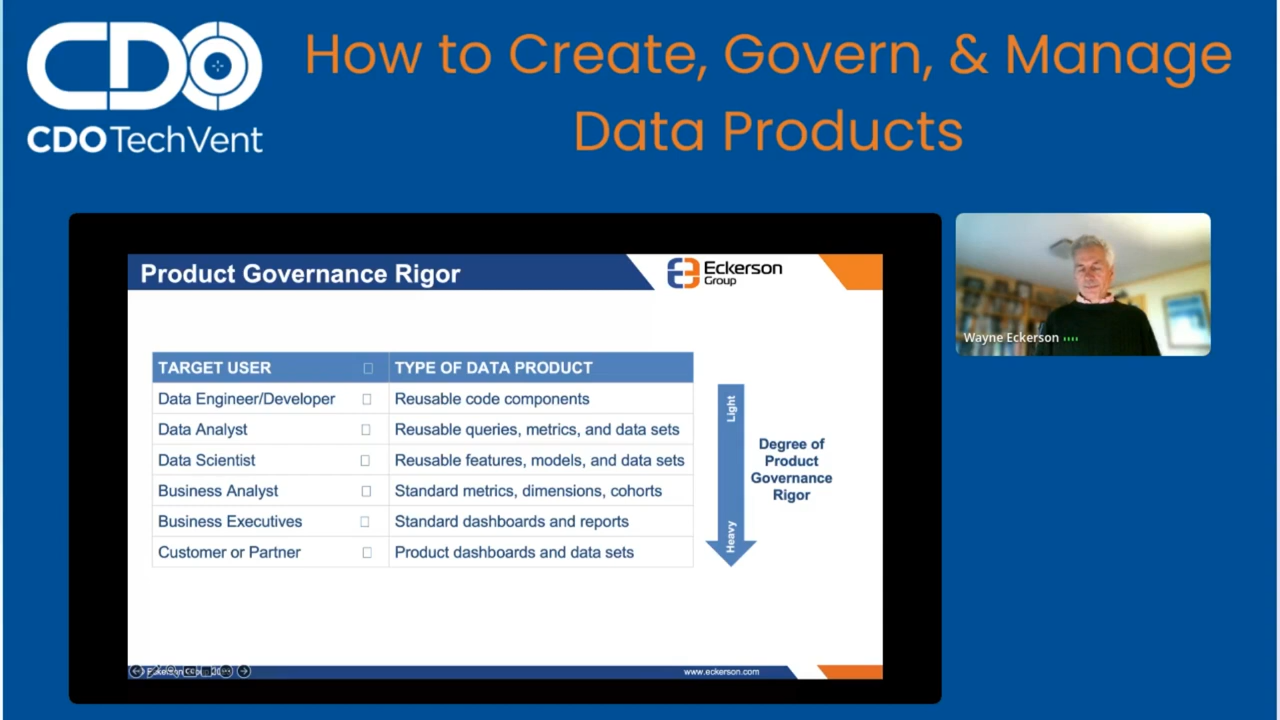 CDO
CDO TechVent
How to Create, Govern, & Manage
Data Products
Product Governance Rigor
Eckerson
Group
TARGET USER
TYPE OF DATA PRODUCT
Data Engineer/Developer
Reusable code components
Data Analyst
Reusable queries, metrics, and data sets
Data Scientist
Reusable features, models, and data sets
Business Analyst
Standard metrics, dimensions, cohorts
Business Executives
Standard dashboards and reports
Customer or Partner
Product dashboards and data sets
Light
Heavy
Degree of
Product
Governance
Rigor
www.eckerson.com
Wayne Eckerson